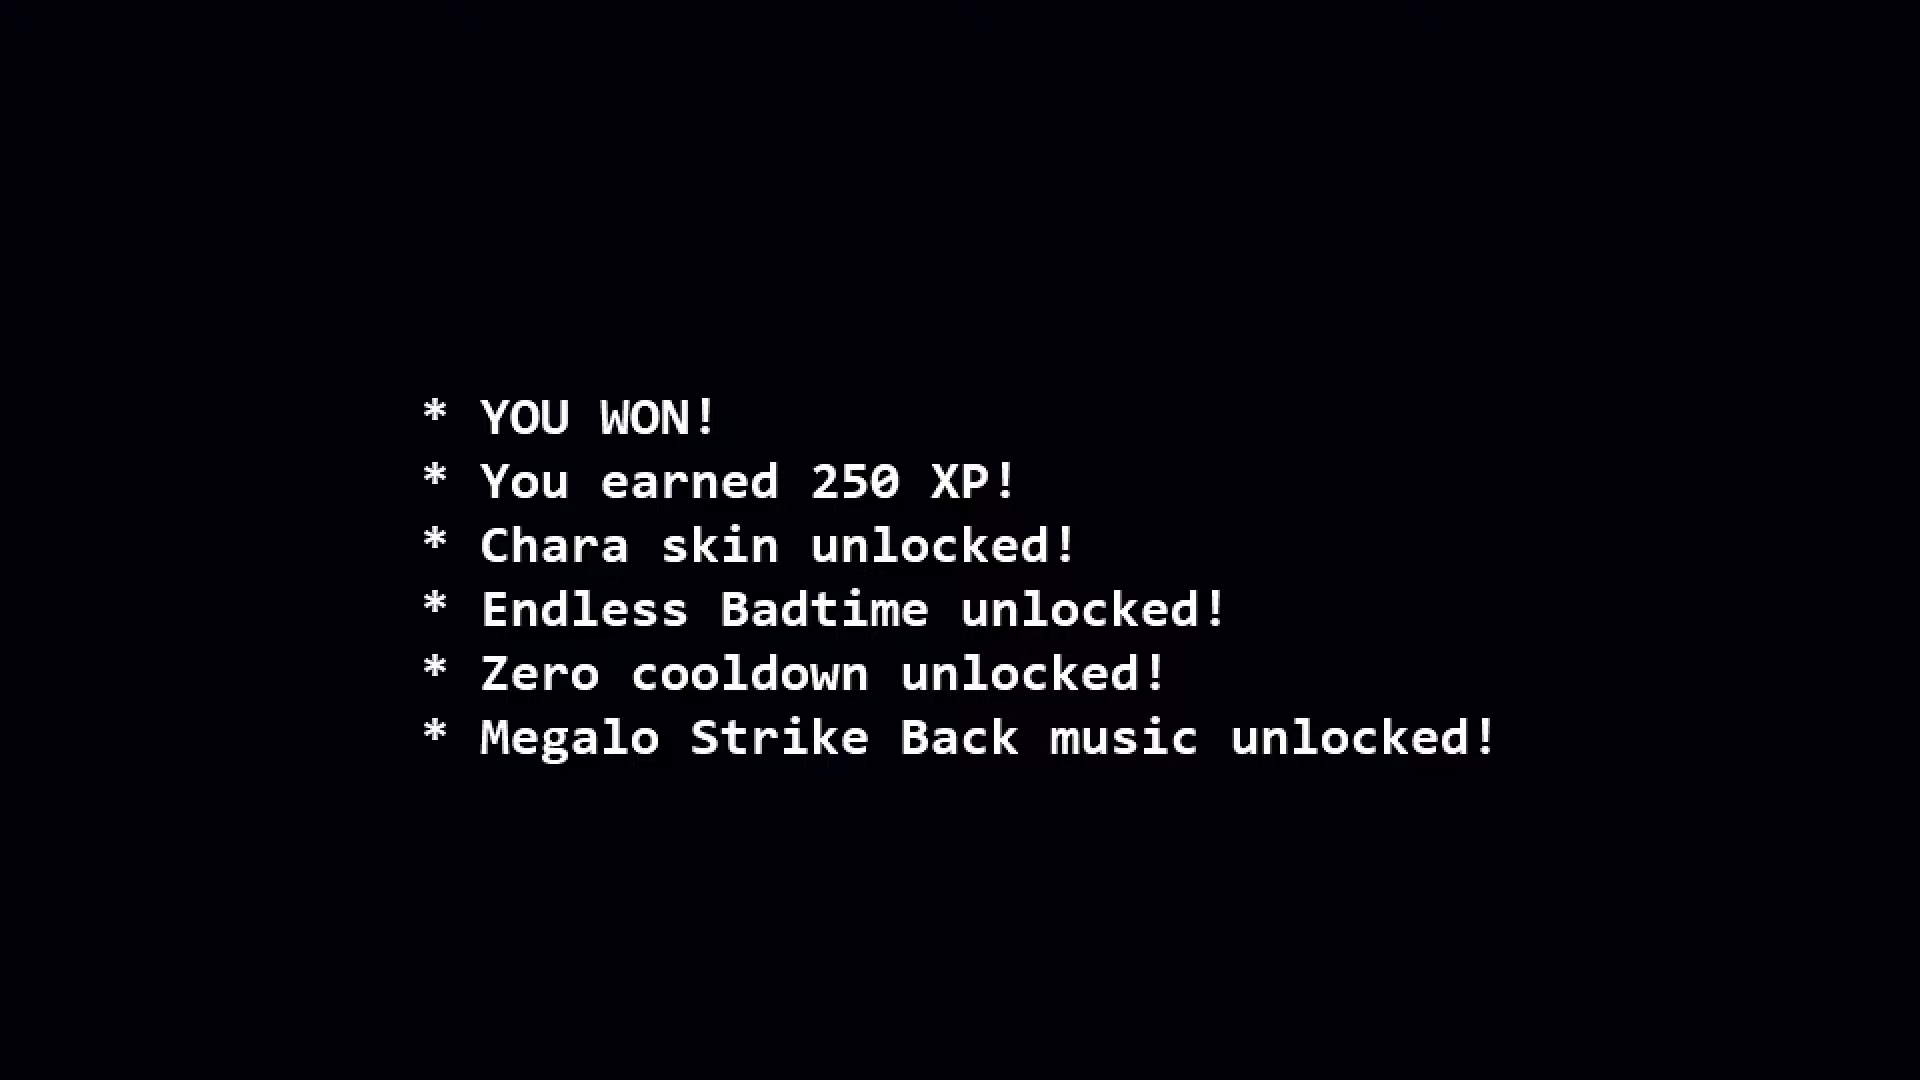 * YOU WON!
* You earned 250 XP!
* Chara skin unlocked!
* Endless Badtime unlocked!
* Zero cooldown unlocked!
* Megalo Strike Back music unlocked!